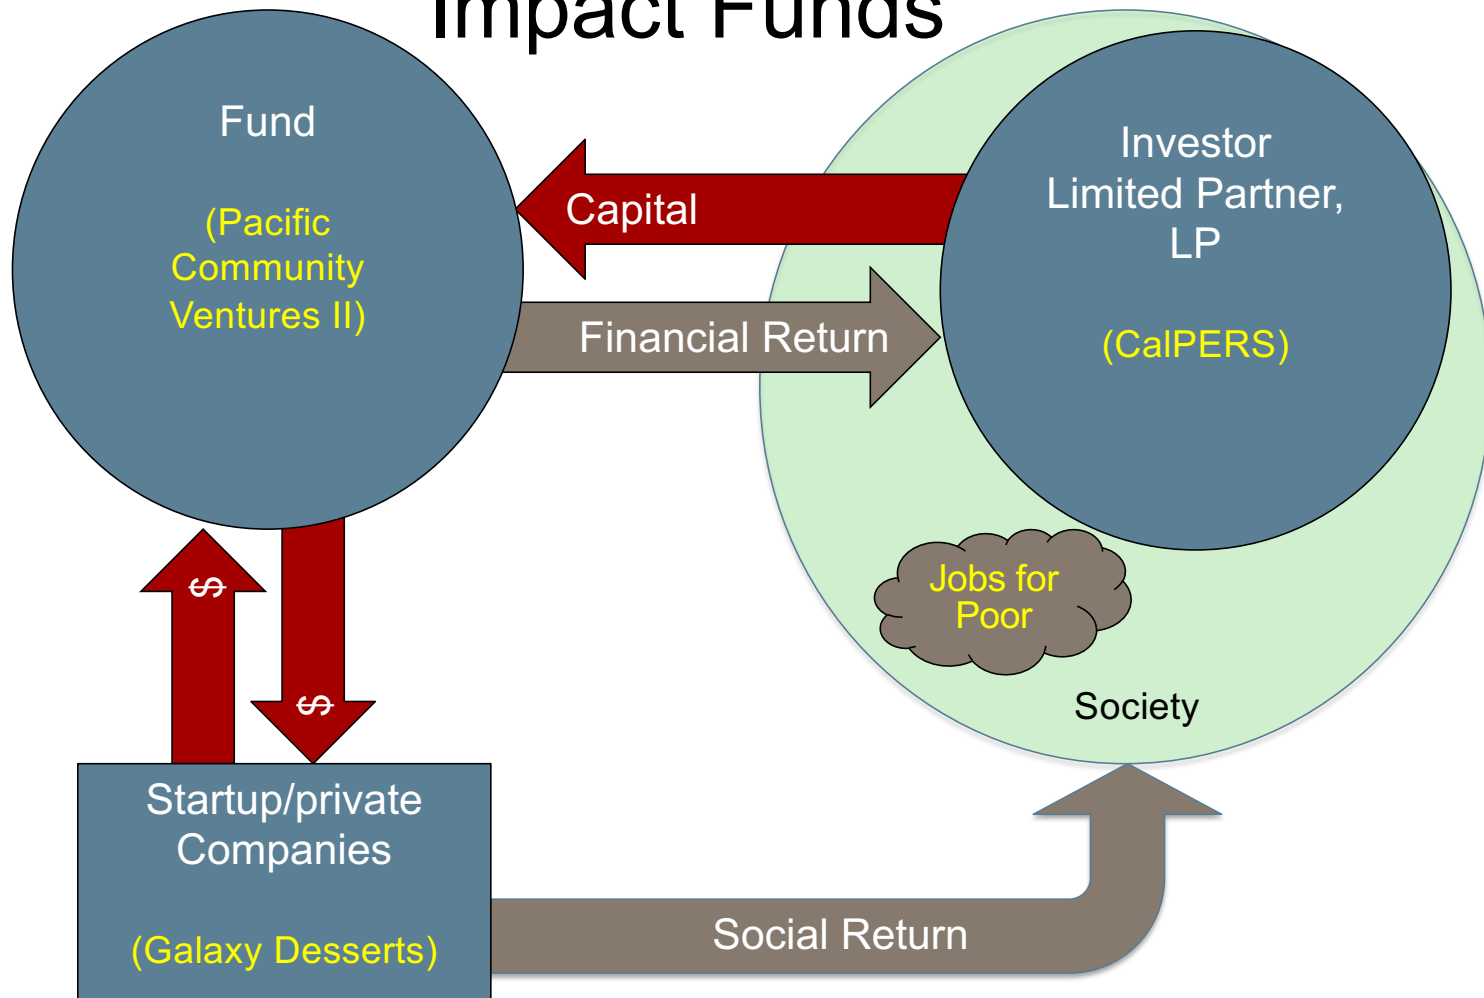 Impact Funds
Fund
(Pacific
Community
Ventures II)
Capital
Financial Return
Investor
Limited Partner,
LP
(CalPERS)
$
$
Jobs for
Poor
Society
Startup/private
Companies
(Galaxy Desserts)
Social Return